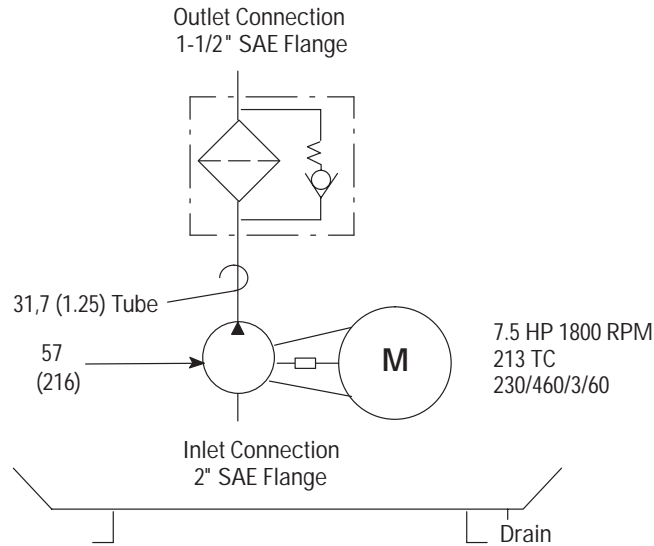 Outlet Connection
1-1/2" SAE Flange
31,7 (1.25) Tube
57
(216)
M
7.5 HP 1800 RPM
213 TC
230/460/3/60
Inlet Connection
2" SAE Flange
Drain